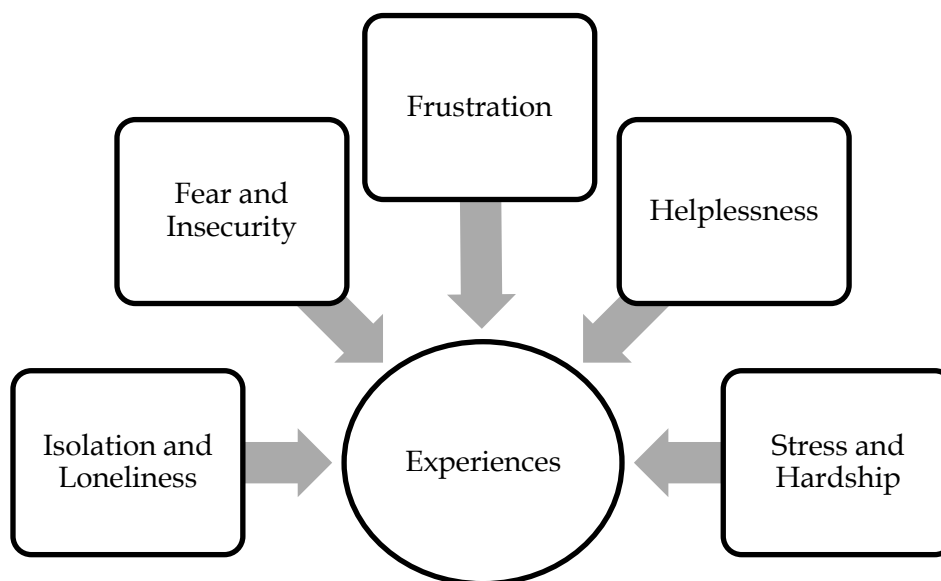 Frustration
Fear and
Insecurity
Helplessness
Isolation and
Loneliness
Experiences
Stress and
Hardship